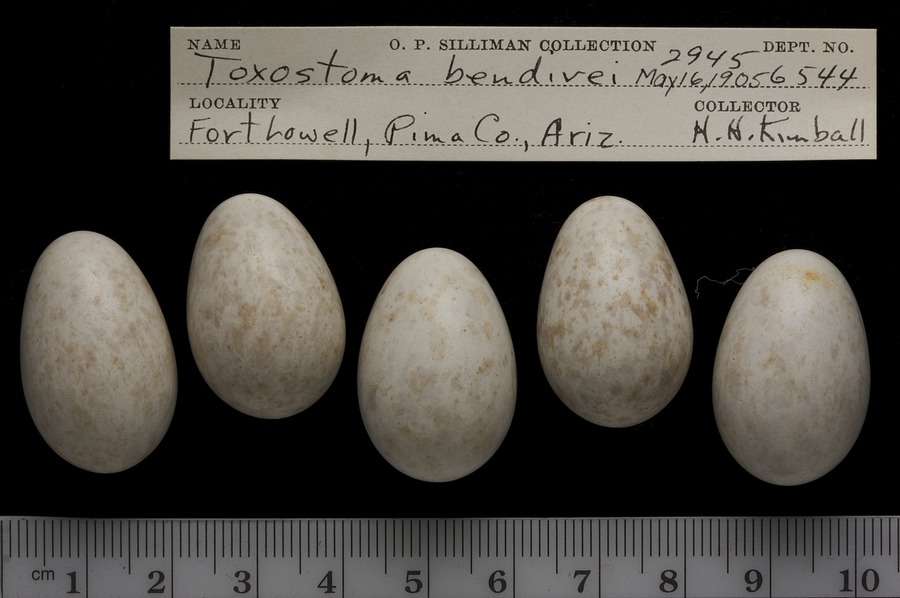 NAME O. P. SILLIMAN COLLECTION 2945 DEPT. NO.
Toxostoma bendirei May 16, 1905 6544
LOCALITY COLLECTOR
Fort Lowell, Pima Co., Ariz. H. H. Kimball
cm 1 2 3 4 5 6 7 8 9 10